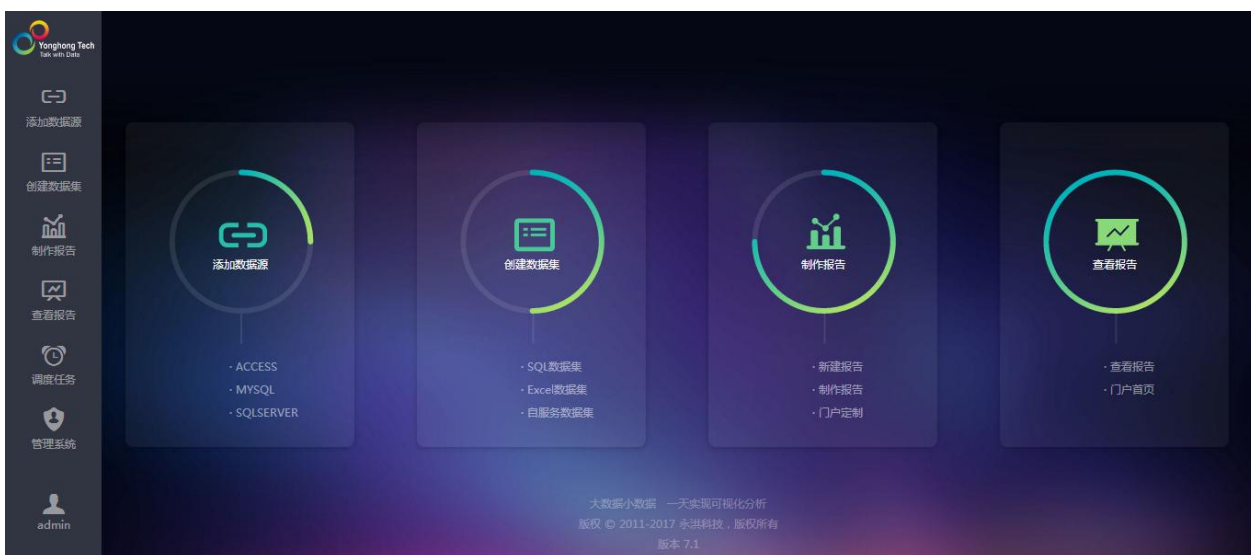 Yonghong Tech
Talk with Data
添加数据源
创建数据集
制作报告
查看报告
调度任务
管理系统
admin
添加数据源
· ACCESS
· MYSQL
· SQLSERVER
创建数据集
· SQL数据集
· Excel数据集
· 自服务数据集
制作报告
· 新建报告
· 制作报告
· 门户定制
查看报告
· 查看报告
· 门户首页
大数据小数据 一天实现可视化分析
版权 © 2011-2017 永洪科技，版权所有
版本 7.1